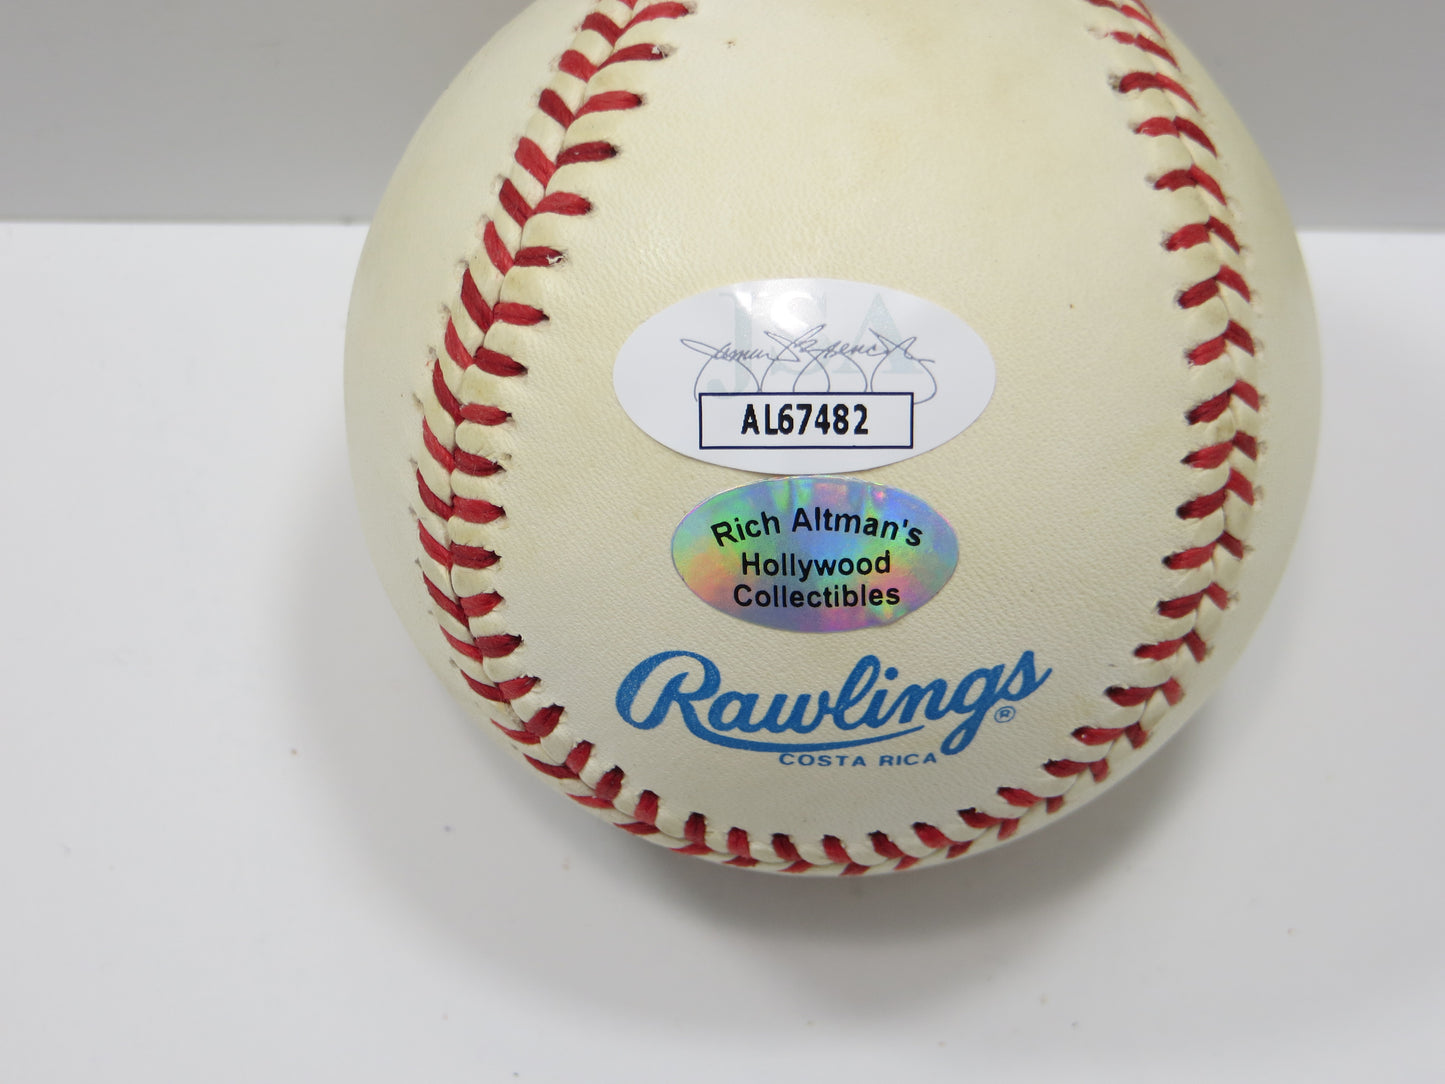 JSA
AL67482
Rich Altman's
Hollywood
Collectibles
Rawlings®
COSTA RICA